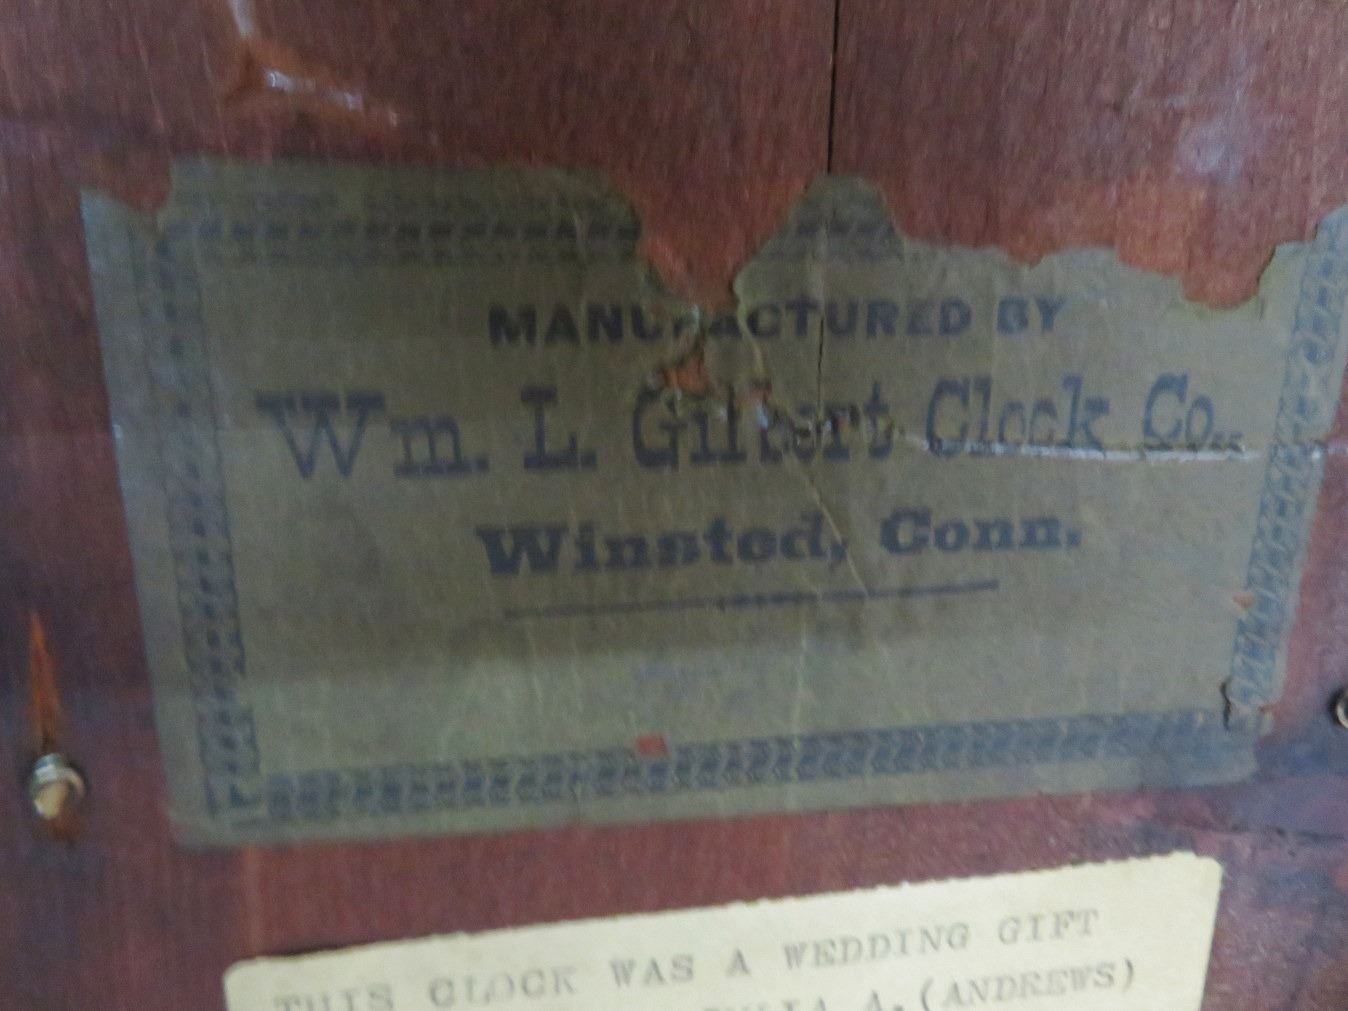 MANUFACTURED BY
Wm. L. Gilbert Clock Co.,
Winsted, Conn.
THIS CLOCK WAS A WEDDING GIFT
A. (ANDREWS)